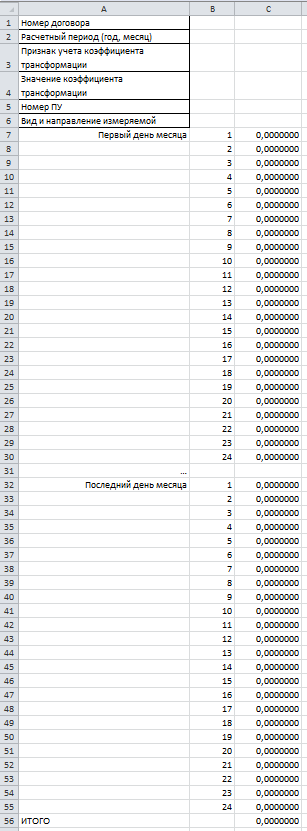 A B C
1 Номер договора
2 Расчетный период (год, месяц)
Признак учета коэффициента
3 трансформации
Значение коэффициента
4 трансформации
5 Номер ПУ
6 Вид и направление измеряемой
7 Первый день месяца 1 0,0000000
8 2 0,0000000
9 3 0,0000000
10 4 0,0000000
11 5 0,0000000
12 6 0,0000000
13 7 0,0000000
14 8 0,0000000
15 9 0,0000000
16 10 0,0000000
17 11 0,0000000
18 12 0,0000000
19 13 0,0000000
20 14 0,0000000
21 15 0,0000000
22 16 0,0000000
23 17 0,0000000
24 18 0,0000000
25 19 0,0000000
26 20 0,0000000
27 21 0,0000000
28 22 0,0000000
29 23 0,0000000
30 24 0,0000000
31 ...
32 Последний день месяца 1 0,0000000
33 2 0,0000000
34 3 0,0000000
35 4 0,0000000
36 5 0,0000000
37 6 0,0000000
38 7 0,0000000
39 8 0,0000000
40 9 0,0000000
41 10 0,0000000
42 11 0,0000000
43 12 0,0000000
44 13 0,0000000
45 14 0,0000000
46 15 0,0000000
47 16 0,0000000
48 17 0,0000000
49 18 0,0000000
50 19 0,0000000
51 20 0,0000000
52 21 0,0000000
53 22 0,0000000
54 23 0,0000000
55 24 0,0000000
56 ИТОГО 0,0000000